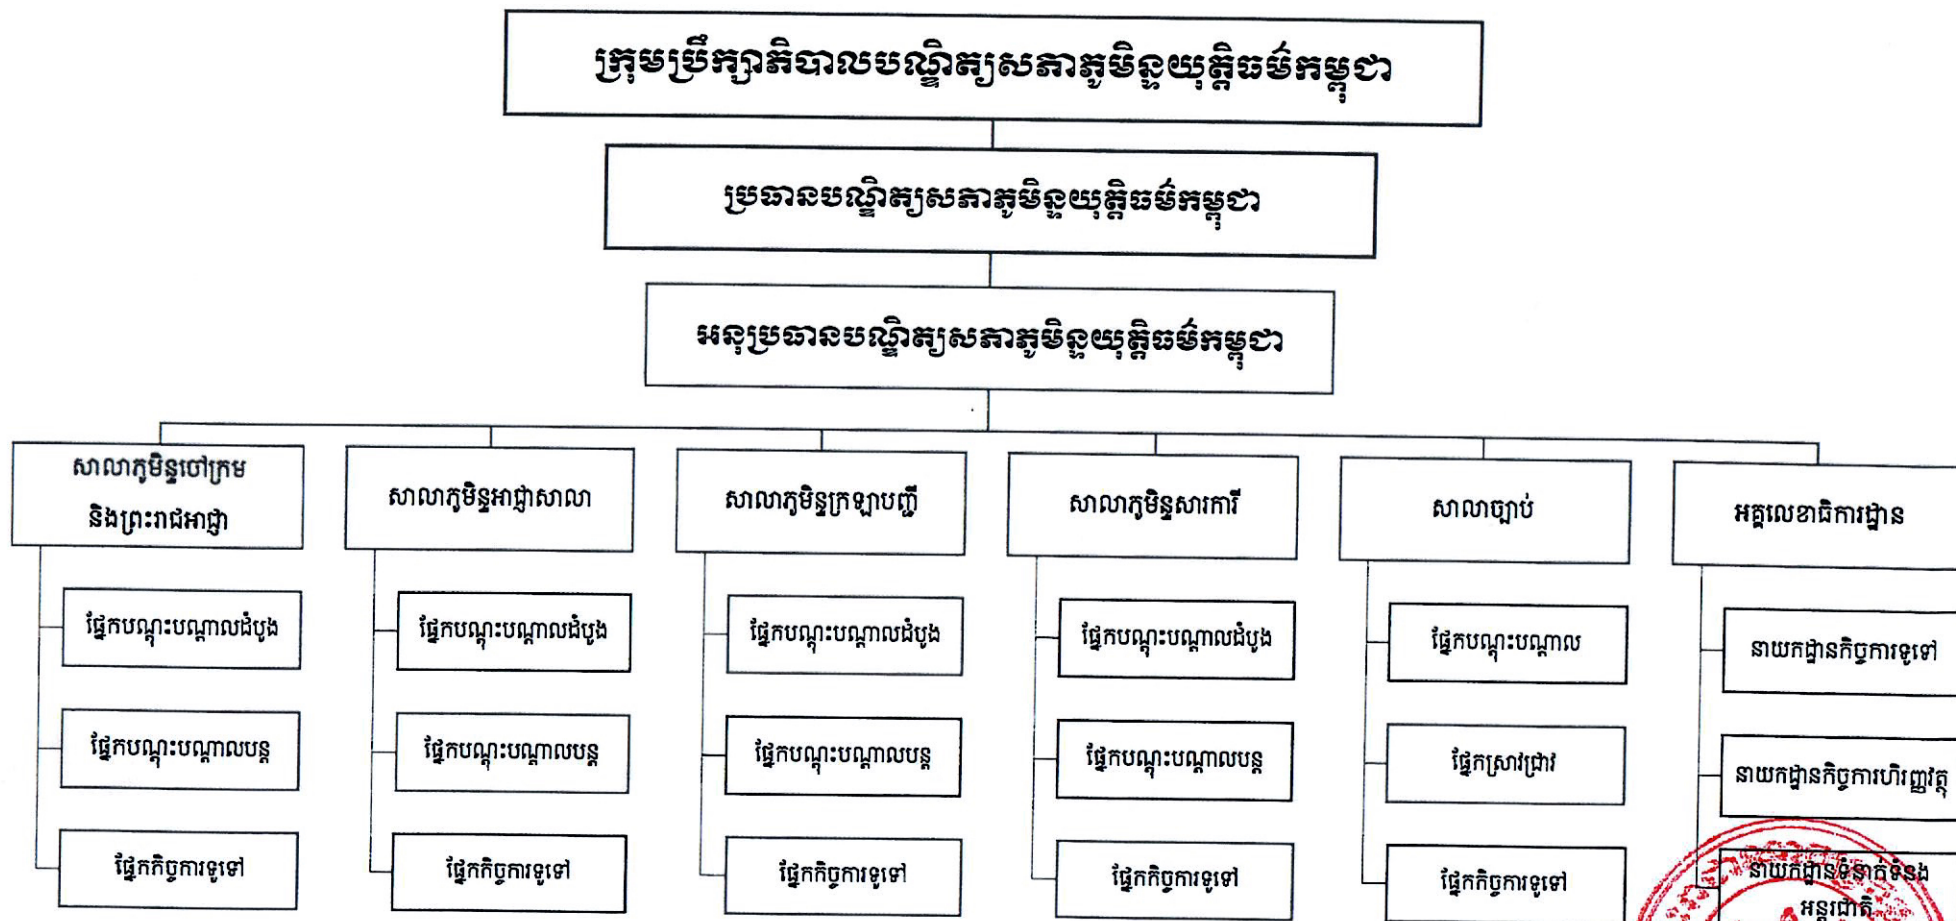 ក្រុមប្រឹក្សាភិបាលបណ្ឌិត្យសភាភូមិន្ទយុត្តិធម៌កម្ពុជា
ប្រធានបណ្ឌិត្យសភាភូមិន្ទយុត្តិធម៌កម្ពុជា
អនុប្រធានបណ្ឌិត្យសភាភូមិន្ទយុត្តិធម៌កម្ពុជា
សាលាភូមិន្ទចៅក្រម
និងព្រះរាជអាជ្ញា
ផ្នែកបណ្តុះបណ្តាលដំបូង
ផ្នែកបណ្តុះបណ្តាលបន្ត
ផ្នែកកិច្ចការទូទៅ
សាលាភូមិន្ទអាជ្ញាសាលា
ផ្នែកបណ្តុះបណ្តាលដំបូង
ផ្នែកបណ្តុះបណ្តាលបន្ត
ផ្នែកកិច្ចការទូទៅ
សាលាភូមិន្ទក្រឡាបញ្ជី
ផ្នែកបណ្តុះបណ្តាលដំបូង
ផ្នែកបណ្តុះបណ្តាលបន្ត
ផ្នែកកិច្ចការទូទៅ
សាលាភូមិន្ទសារការី
ផ្នែកបណ្តុះបណ្តាលដំបូង
ផ្នែកបណ្តុះបណ្តាលបន្ត
ផ្នែកកិច្ចការទូទៅ
សាលាច្បាប់
ផ្នែកបណ្តុះបណ្តាល
ផ្នែកស្រាវជ្រាវ
ផ្នែកកិច្ចការទូទៅ
អគ្គលេខាធិការដ្ឋាន
នាយកដ្ឋានកិច្ចការទូទៅ
នាយកដ្ឋានកិច្ចការហិរញ្ញវត្ថុ
នាយកដ្ឋានទំនាក់ទំនង
អន្តរជាតិ